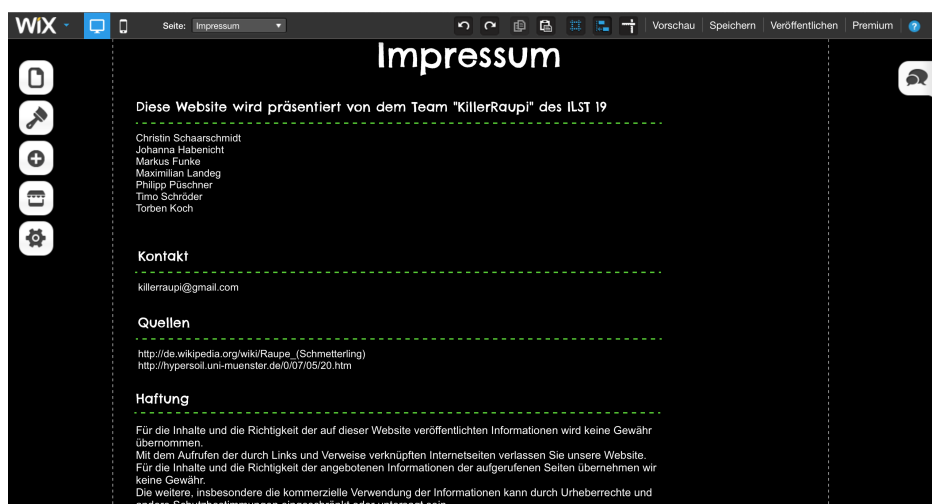 WiX
Seite: Impressum
Vorschau
Speichern
Veröffentlichen
Premium
?
Impressum
Diese Website wird präsentiert von dem Team "KillerRaupi" des ILST 19
Christin Schaarschmidt
Johanna Habenicht
Markus Funke
Maximilian Landeg
Philipp Püschner
Timo Schröder
Torben Koch
Kontakt
killerraupi@gmail.com
Quellen
http://de.wikipedia.org/wiki/Raupe_(Schmetterling)
http://hypersoil.uni-muenster.de/0/07/05/20.htm
Haftung
Für die Inhalte und die Richtigkeit der auf dieser Website veröffentlichten Informationen wird keine Gewähr
übernommen.
Mit dem Aufrufen der durch Links und Verweise verknüpften Internetseiten verlassen Sie unsere Website.
Für die Inhalte und die Richtigkeit der angebotenen Informationen der aufgerufenen Seiten übernehmen wir
keine Gewähr.
Die weitere, insbesondere die kommerzielle Verwendung der Informationen kann durch Urheberrechte und